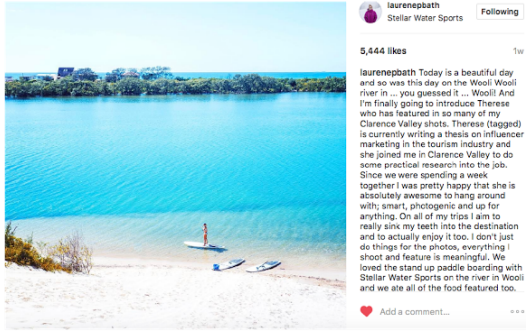 laurenepbath
Following
Stellar Water Sports
5,444 likes
1w
laurenepbath Today is a beautiful day
and so was this day on the Wooli Wooli
river in ... you guessed it ... Wooli! And
I'm finally going to introduce Therese
who has featured in so many of my
Clarence Valley shots. Therese (tagged)
is currently writing a thesis on influencer
marketing in the tourism industry and
she joined me in Clarence Valley to do
some practical research into the job.
Since we were spending a week
together I was pretty happy that she is
absolutely awesome to hang around
with; smart, photogenic and up for
anything. On all of my trips I aim to
really sink my teeth into the destination
and to actually enjoy it too. I don't just
do things for the photos, everything I
shoot and feature is meaningful. We
loved the stand up paddle boarding with
Stellar Water Sports on the river in Wooli
and we ate all of the food featured too.
Add a comment...